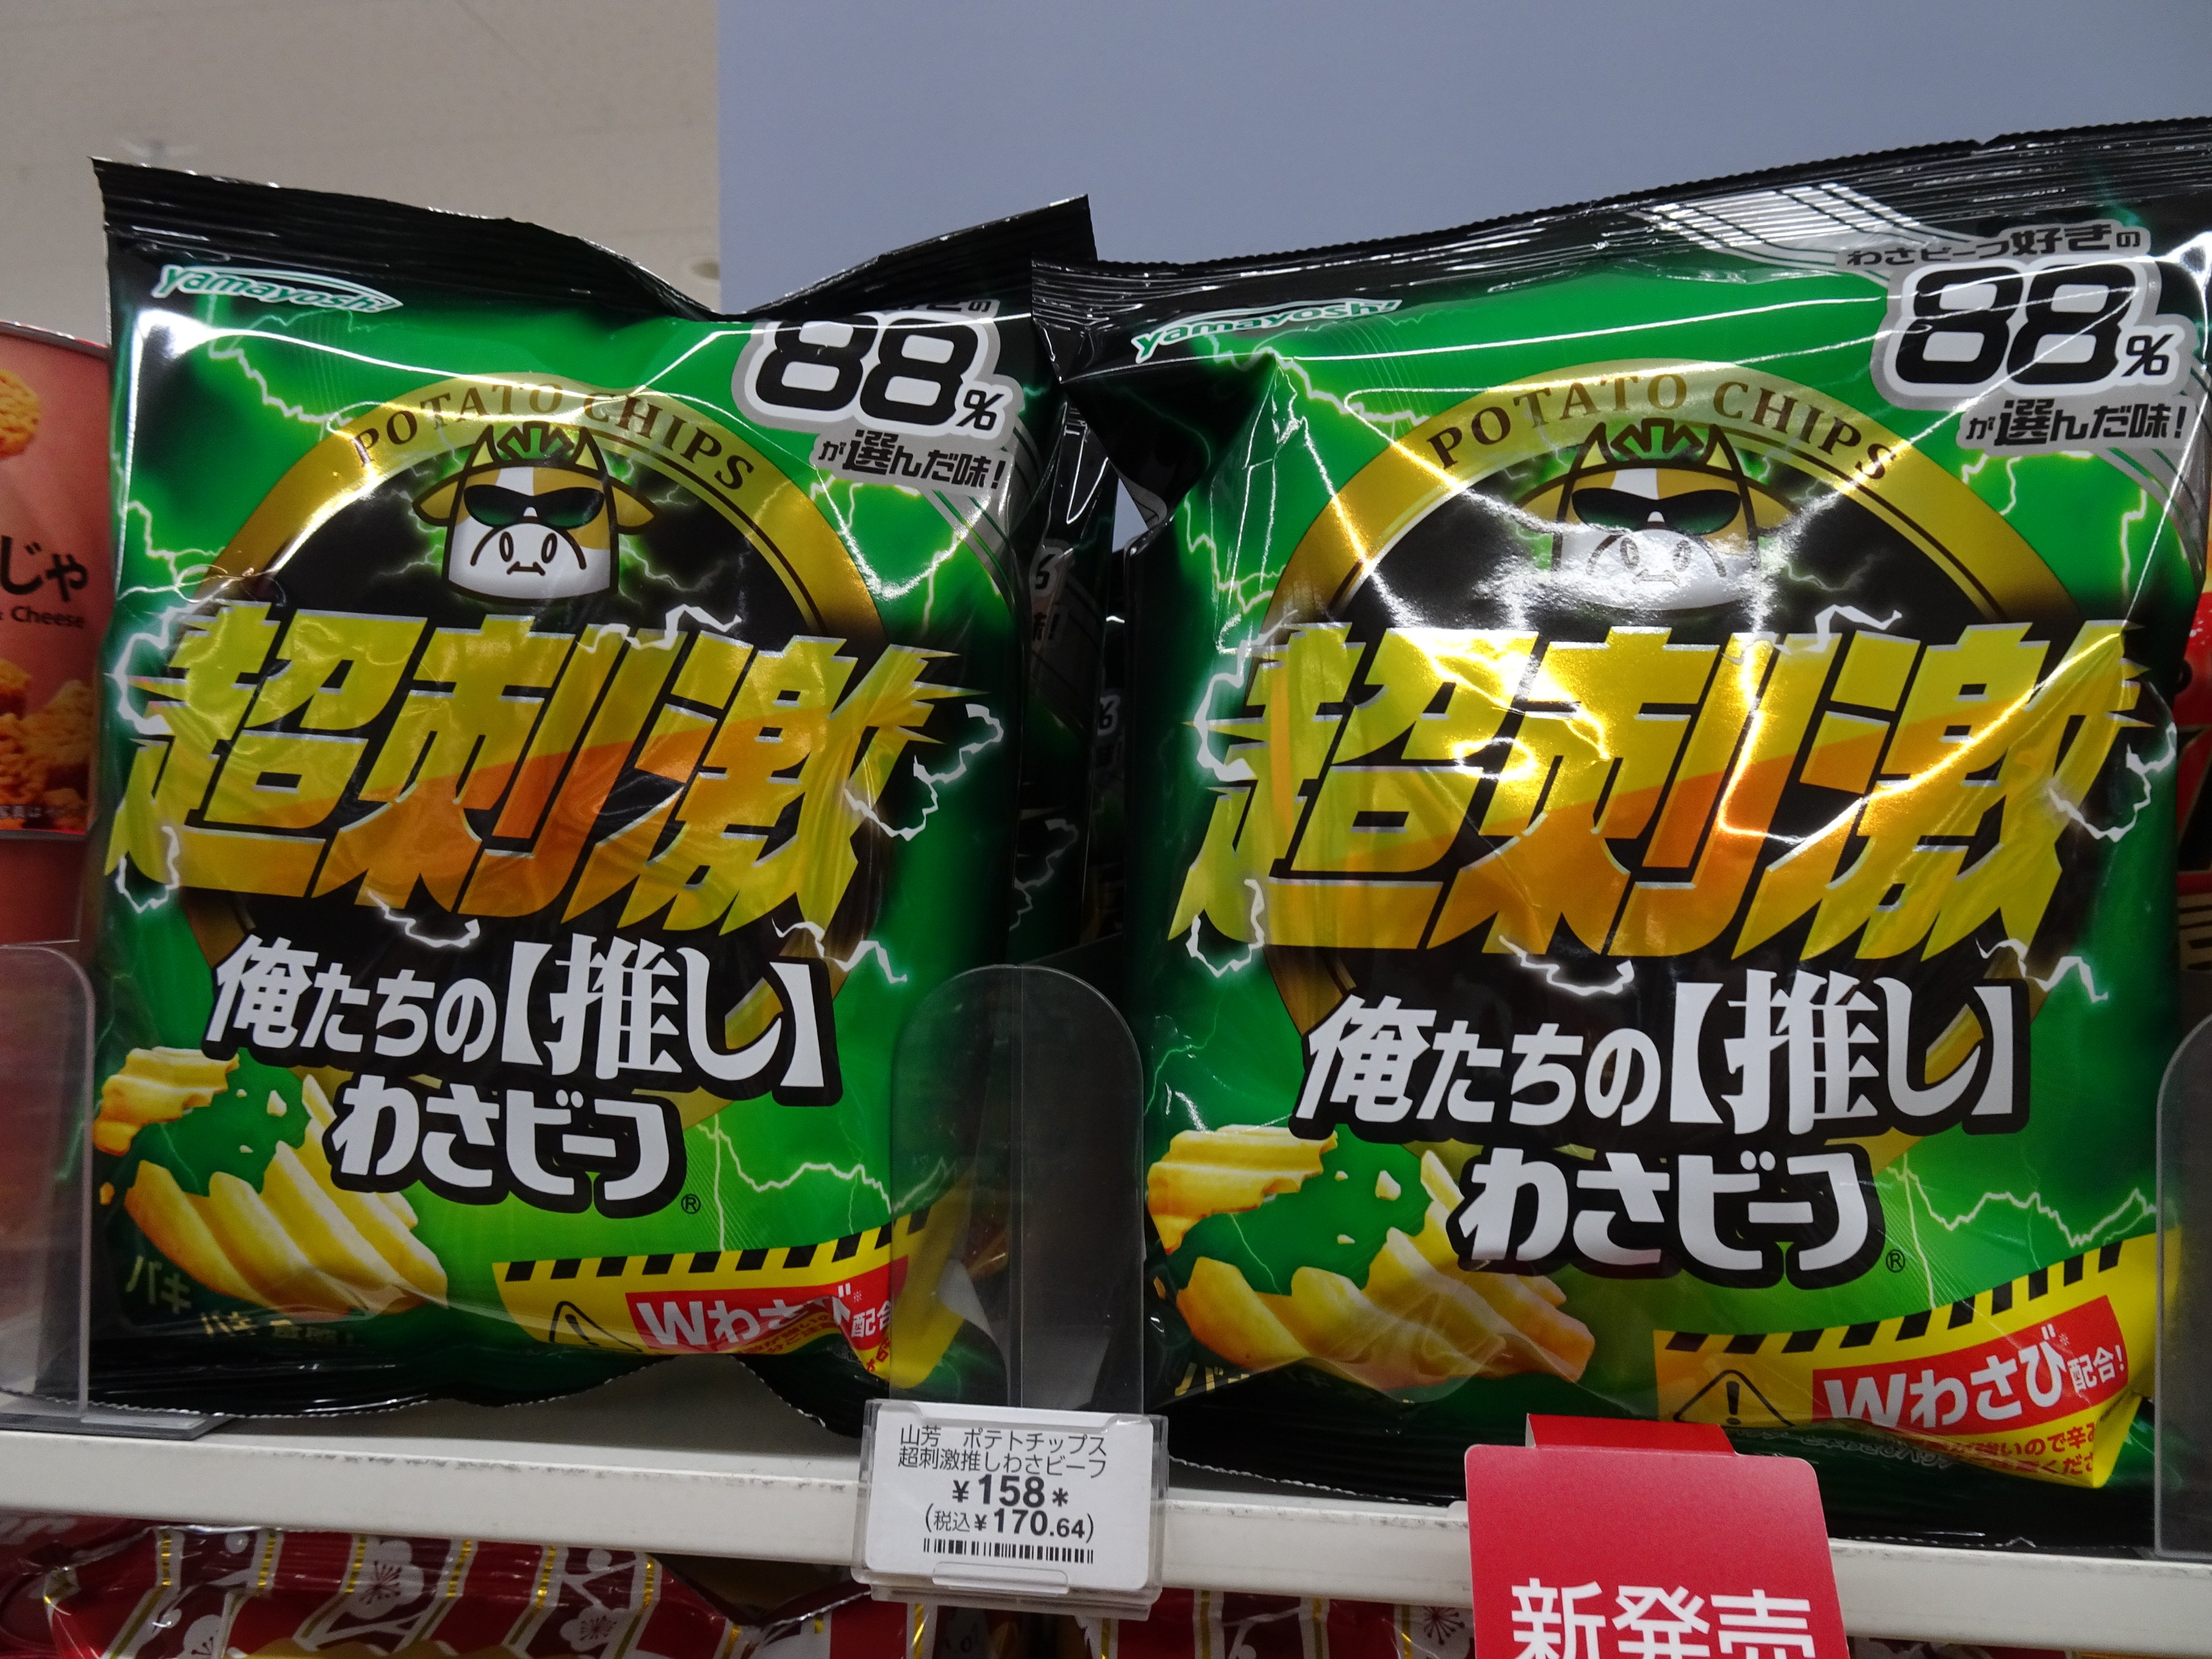 yamayoshi
88%
が選んだ味!
POTATO CHIPS
超刺激
俺たちの【推し】
わさビーフ®
Wわさび※配合
yamayoshi
わさビーフ好きの
88%
が選んだ味!
POTATO CHIPS
超刺激
俺たちの【推し】
わさビーフ®
Wわさび※配合!
じゃ
& Cheese
山芳 ポテトチップス
超刺激推しわさビーフ
¥158*
(税込¥170.64)
新発売